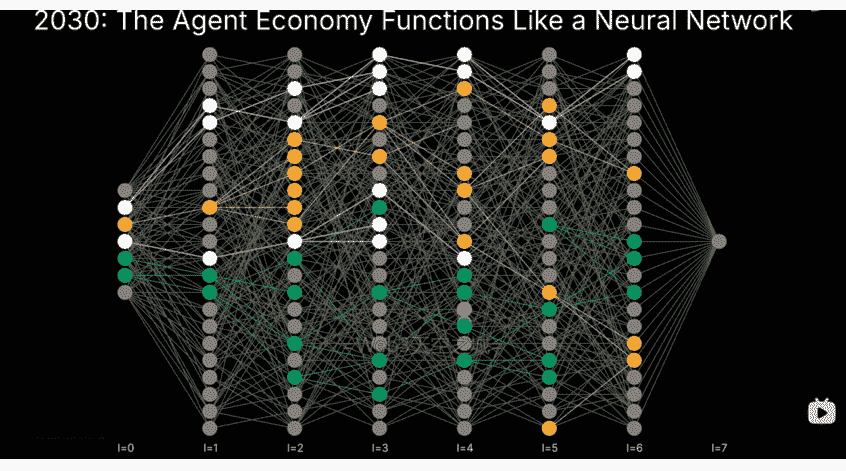 2030: The Agent Economy Functions Like a Neural Network
l=0 l=1 l=2 l=3 l=4 l=5 l=6 l=7